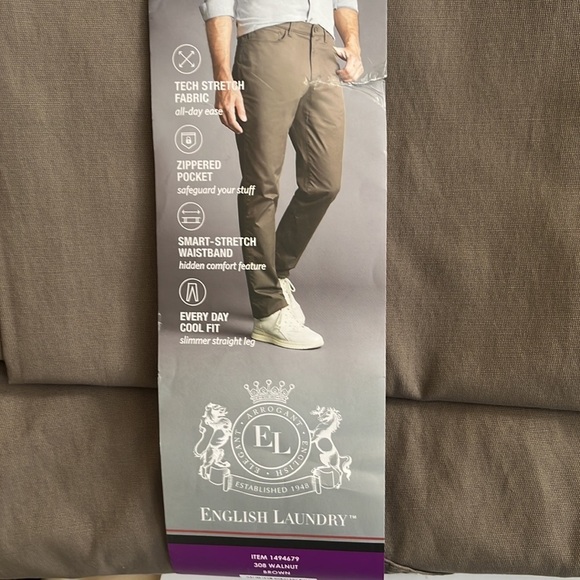 TECH STRETCH
FABRIC
all-day ease
ZIPPERED
POCKET
safeguard your stuff
SMART-STRETCH
WAISTBAND
hidden comfort feature
EVERY DAY
COOL FIT
slimmer straight leg
ELEGANT · ARROGANT · ENGLISH
EL
ESTABLISHED 1948
ENGLISH LAUNDRY™
ITEM 1494679
308 WALNUT
BROWN